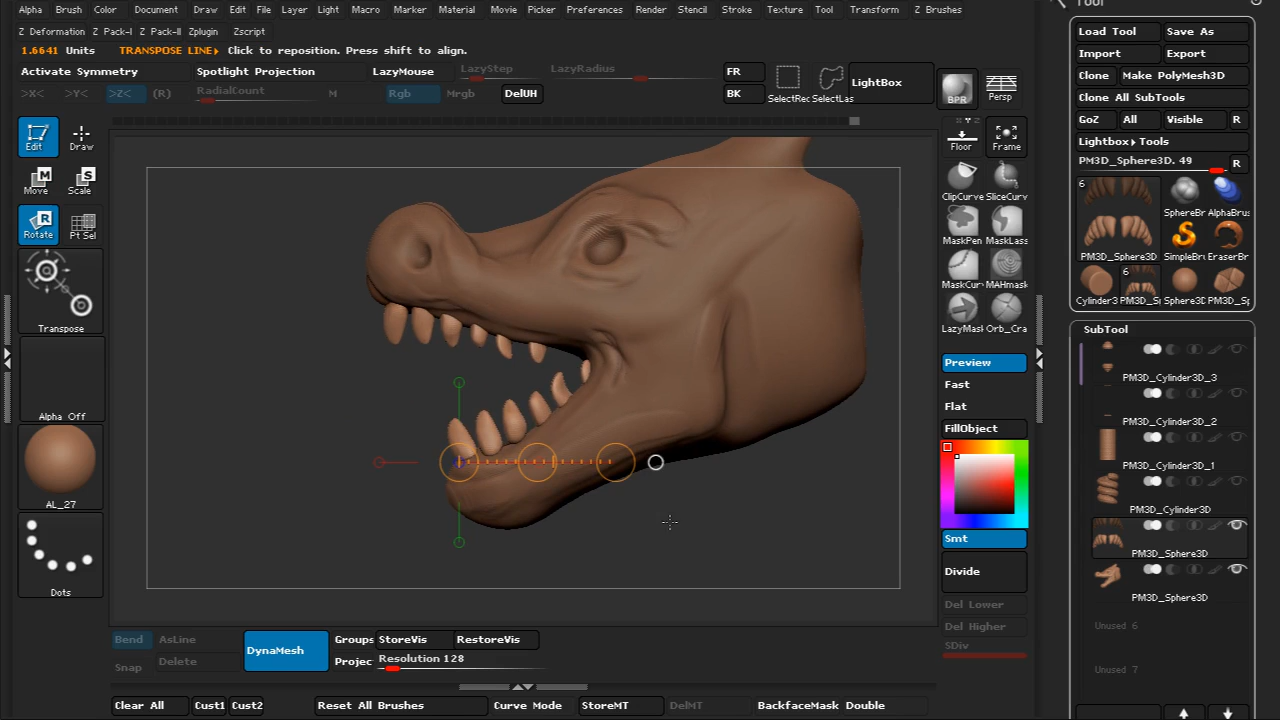 Alpha Brush Color Document Draw Edit File Layer Light Macro Marker Material Movie Picker Preferences Render Stencil Stroke Texture Tool Transform Z Brushes
Z Deformation Z Pack-I Z Pack-II Zplugin Zscript
1.6641 Units TRANSPOSE LINE▸ Click to reposition. Press shift to align.
Activate Symmetry Spotlight Projection LazyMouse LazyStep LazyRadius FR
>X< >Y< >Z< (R) RadialCount M Rgb Mrgb DelUH BK
SelectRec SelectLas LightBox BPR Persp
Edit Draw
Move Scale
Rotate Pt Sel
Transpose
Alpha Off
AL_27
Dots
Floor Frame
ClipCurve SliceCurv
MaskPen MaskLass
MaskCur MAHmask
LazyMask Orb_Cra
Preview
Fast
Flat
FillObject
Smt
Divide
Del Lower
Del Higher
SDiv
Tool
Load Tool Save As
Import Export
Clone Make PolyMesh3D
Clone All SubTools
GoZ All Visible R
Lightbox▸Tools
PM3D_Sphere3D. 49 R
6
SphereBr AlphaBrus
PM3D_Sphere3D SimpleBru EraserBr
6
Cylinder3 PM3D_S Sphere3D PM3D_Sp
SubTool
PM3D_Cylinder3D_3
PM3D_Cylinder3D_2
PM3D_Cylinder3D_1
PM3D_Cylinder3D
PM3D_Sphere3D
PM3D_Sphere3D
Unused 6
Unused 7
Bend AsLine DynaMesh Groups StoreVis RestoreVis
Snap Delete Projec Resolution 128
Clear All Cust1 Cust2 Reset All Brushes Curve Mode StoreMT DelMT BackfaceMask Double